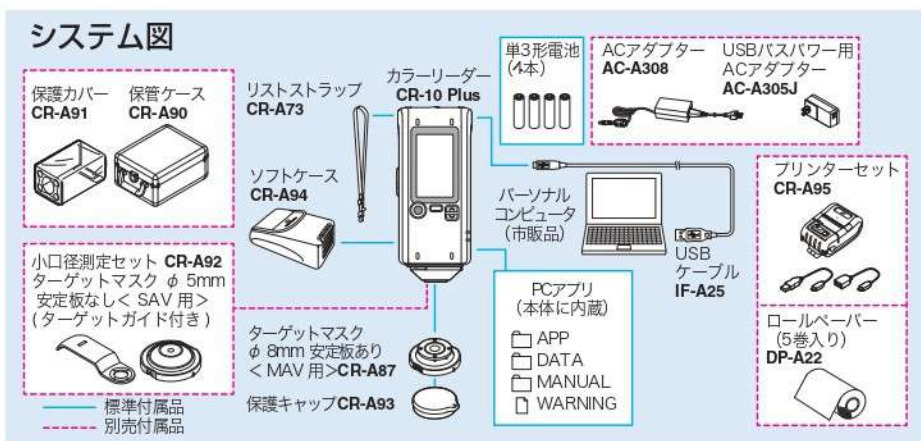 システム図
保護カバー
CR-A91
保管ケース
CR-A90
リストストラップ
CR-A73
カラーリーダー
CR-10 Plus
単3形電池
(4本)
ACアダプター
AC-A308
USBバスパワー用
ACアダプター
AC-A305J
ソフトケース
CR-A94
パーソナル
コンピュータ
(市販品)
USB
ケーブル
IF-A25
プリンターセット
CR-A95
小口径測定セット CR-A92
ターゲットマスク φ 5mm
安定板なし< SAV 用>
(ターゲットガイド付き)
ターゲットマスク
φ 8mm 安定板あり
< MAV 用>CR-A87
保護キャップCR-A93
PCアプリ
(本体に内蔵)
APP
DATA
MANUAL
WARNING
ロールペーパー
(5巻入り)
DP-A22
標準付属品
別売付属品